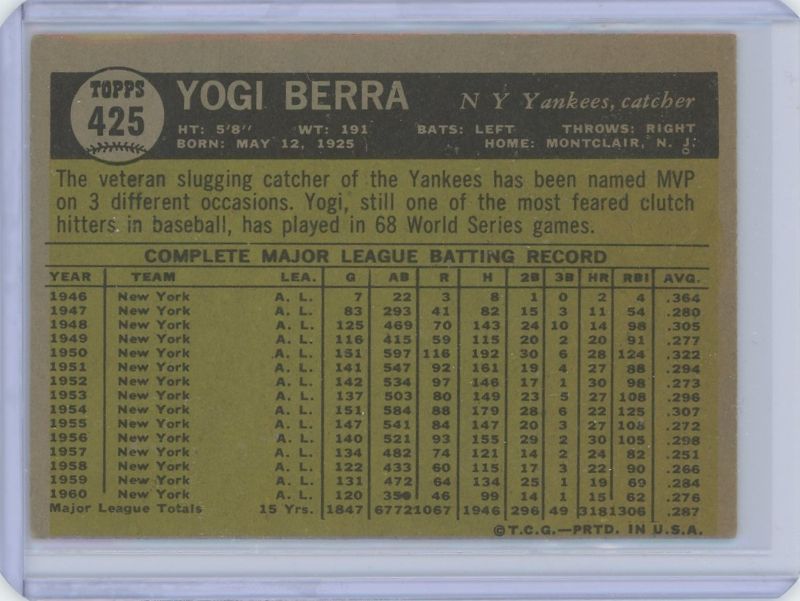 TOPPS
425
YOGI BERRA
N Y Yankees, catcher
HT: 5'8" WT: 191 BATS: LEFT THROWS: RIGHT
BORN: MAY 12, 1925 HOME: MONTCLAIR, N. J.
The veteran slugging catcher of the Yankees has been named MVP
on 3 different occasions. Yogi, still one of the most feared clutch
hitters in baseball, has played in 68 World Series games.
COMPLETE MAJOR LEAGUE BATTING RECORD
YEAR TEAM LEA. G AB R H 2B 3B HR RBI AVG.
1946 New York A. L. 7 22 3 8 1 0 2 4 .364
1947 New York A. L. 83 293 41 82 15 3 11 54 .280
1948 New York A. L. 125 469 70 143 24 10 14 98 .305
1949 New York A. L. 116 415 59 115 20 2 20 91 .277
1950 New York A. L. 151 597 116 192 30 6 28 124 .322
1951 New York A. L. 141 547 92 161 19 4 27 88 .294
1952 New York A. L. 142 534 97 146 17 1 30 98 .273
1953 New York A. L. 137 503 80 149 23 5 27 108 .296
1954 New York A. L. 151 584 88 179 28 6 22 125 .307
1955 New York A. L. 147 541 84 147 20 3 27 108 .272
1956 New York A. L. 140 521 93 155 29 2 30 105 .298
1957 New York A. L. 134 482 74 121 14 2 24 82 .251
1958 New York A. L. 122 433 60 115 17 3 22 90 .266
1959 New York A. L. 131 472 64 134 25 1 19 69 .284
1960 New York A. L. 120 359 46 99 14 1 15 62 .276
Major League Totals 15 Yrs. 1847 6772 1067 1946 296 49 318 1306 .287
©T.C.G.—PRTD. IN U.S.A.